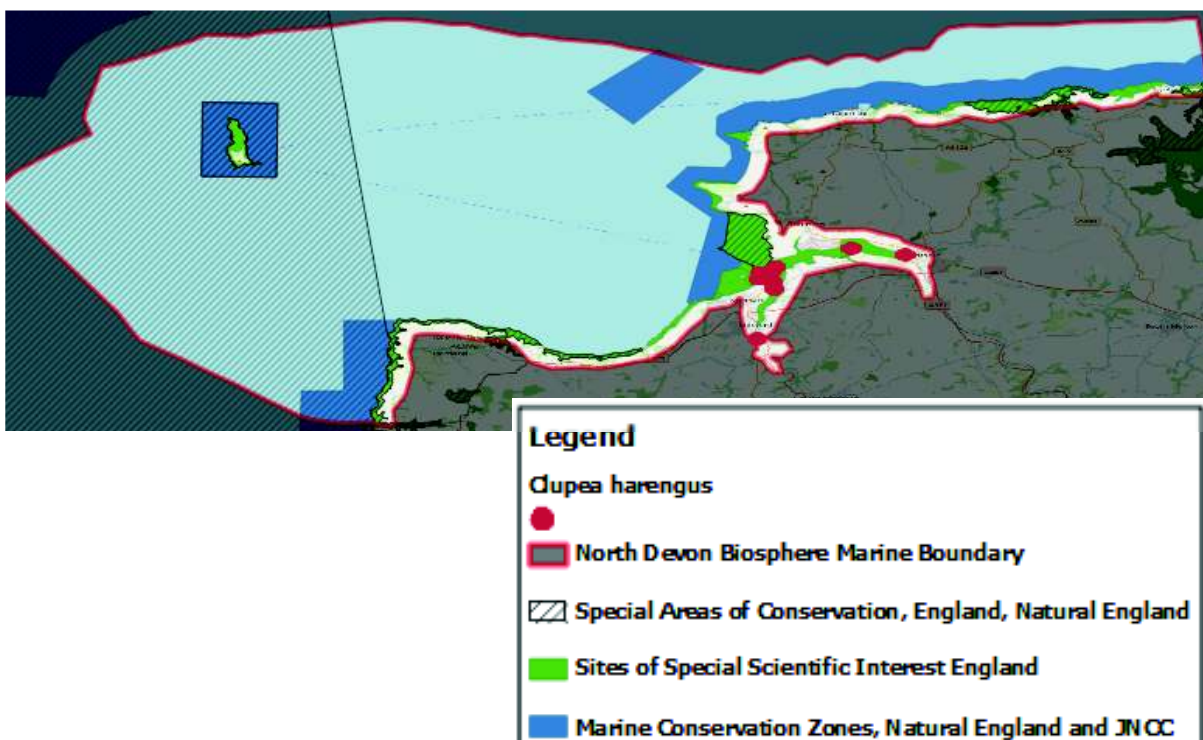 Legend
Clupea harengus
North Devon Biosphere Marine Boundary
Special Areas of Conservation, England, Natural England
Sites of Special Scientific Interest England
Marine Conservation Zones, Natural England and JNCC